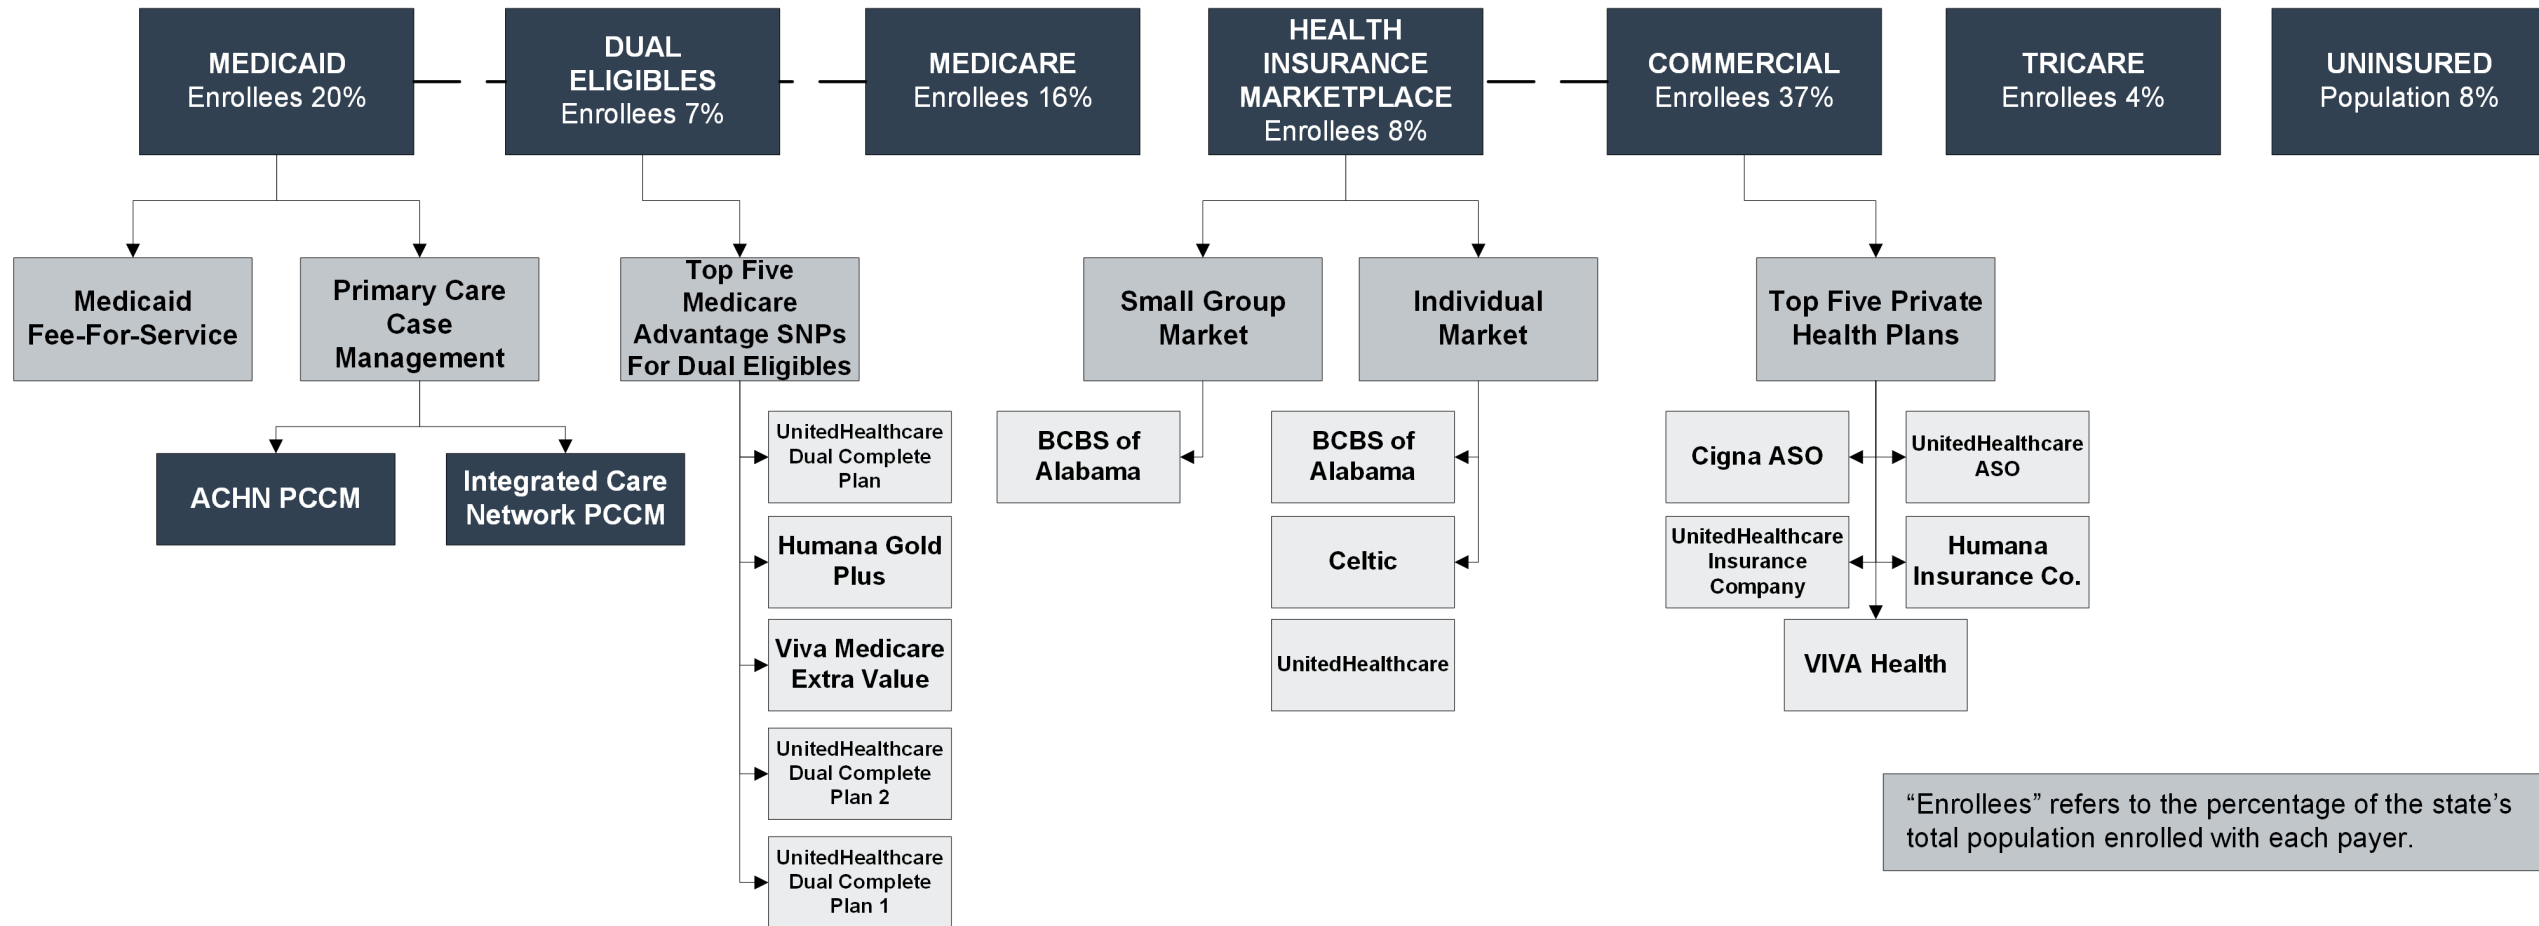 MEDICAID
Enrollees 20%
DUAL
ELIGIBLES
Enrollees 7%
MEDICARE
Enrollees 16%
HEALTH
INSURANCE
MARKETPLACE
Enrollees 8%
COMMERCIAL
Enrollees 37%
TRICARE
Enrollees 4%
UNINSURED
Population 8%
Medicaid
Fee-For-Service
Primary Care
Case
Management
Top Five
Medicare
Advantage SNPs
For Dual Eligibles
Small Group
Market
Individual
Market
Top Five Private
Health Plans
ACHN PCCM
Integrated Care
Network PCCM
UnitedHealthcare
Dual Complete
Plan
Humana Gold
Plus
Viva Medicare
Extra Value
UnitedHealthcare
Dual Complete
Plan 2
UnitedHealthcare
Dual Complete
Plan 1
BCBS of
Alabama
BCBS of
Alabama
Celtic
UnitedHealthcare
Cigna ASO
UnitedHealthcare
ASO
UnitedHealthcare
Insurance
Company
Humana
Insurance Co.
VIVA Health
“Enrollees” refers to the percentage of the state’s
total population enrolled with each payer.